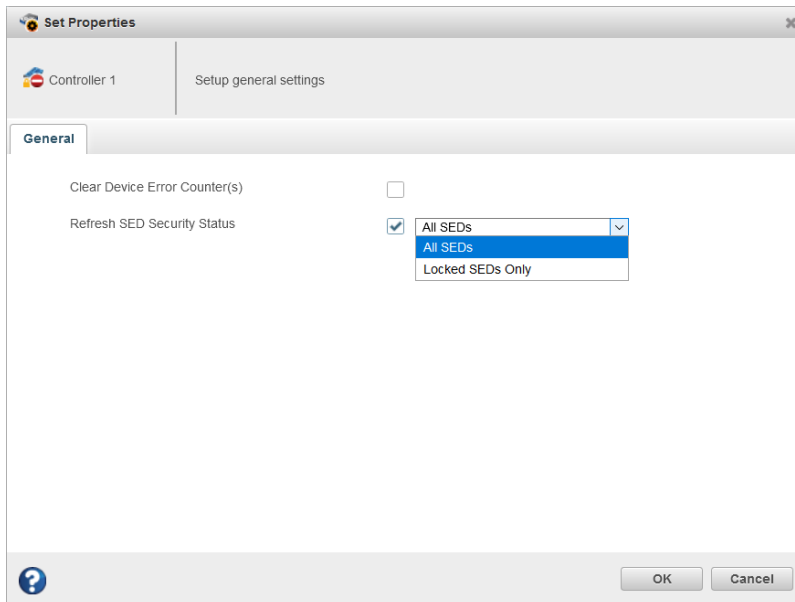 Set Properties
Controller 1
Setup general settings
General
Clear Device Error Counter(s)
Refresh SED Security Status
All SEDs
All SEDs
Locked SEDs Only
?
OK
Cancel